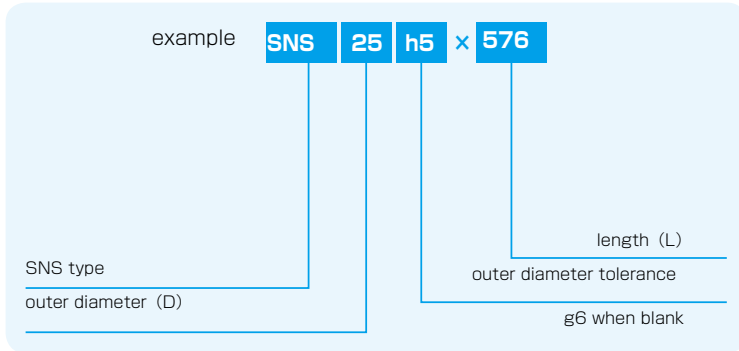 example SNS 25 h5 × 576
length（L）
SNS type
outer diameter tolerance
outer diameter（D）
g6 when blank